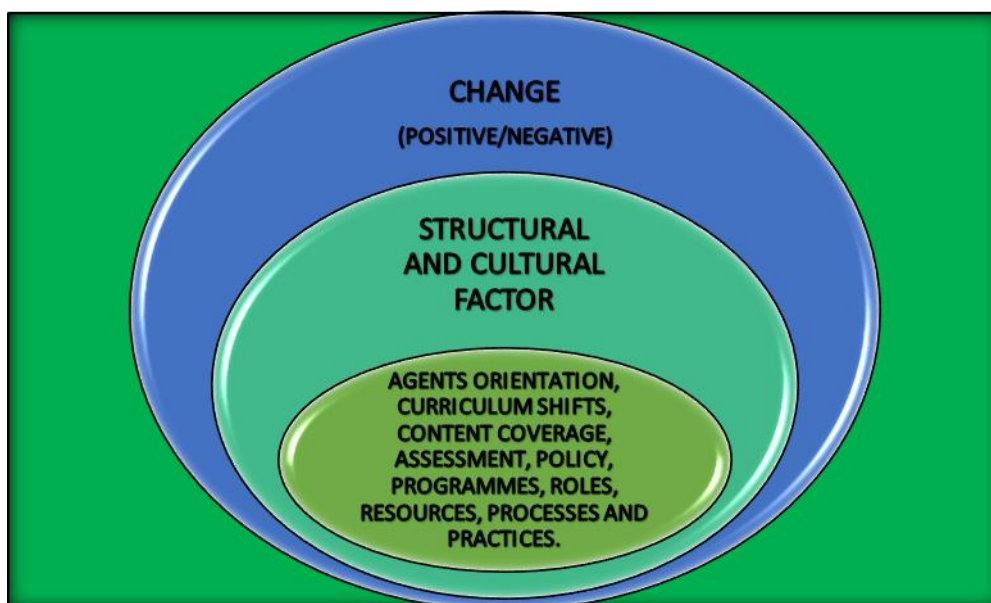 CHANGE
(POSITIVE/NEGATIVE)
STRUCTURAL
AND CULTURAL
FACTOR
AGENTS ORIENTATION,
CURRICULUM SHIFTS,
CONTENT COVERAGE,
ASSESSMENT, POLICY,
PROGRAMMES, ROLES,
RESOURCES, PROCESSES AND
PRACTICES.